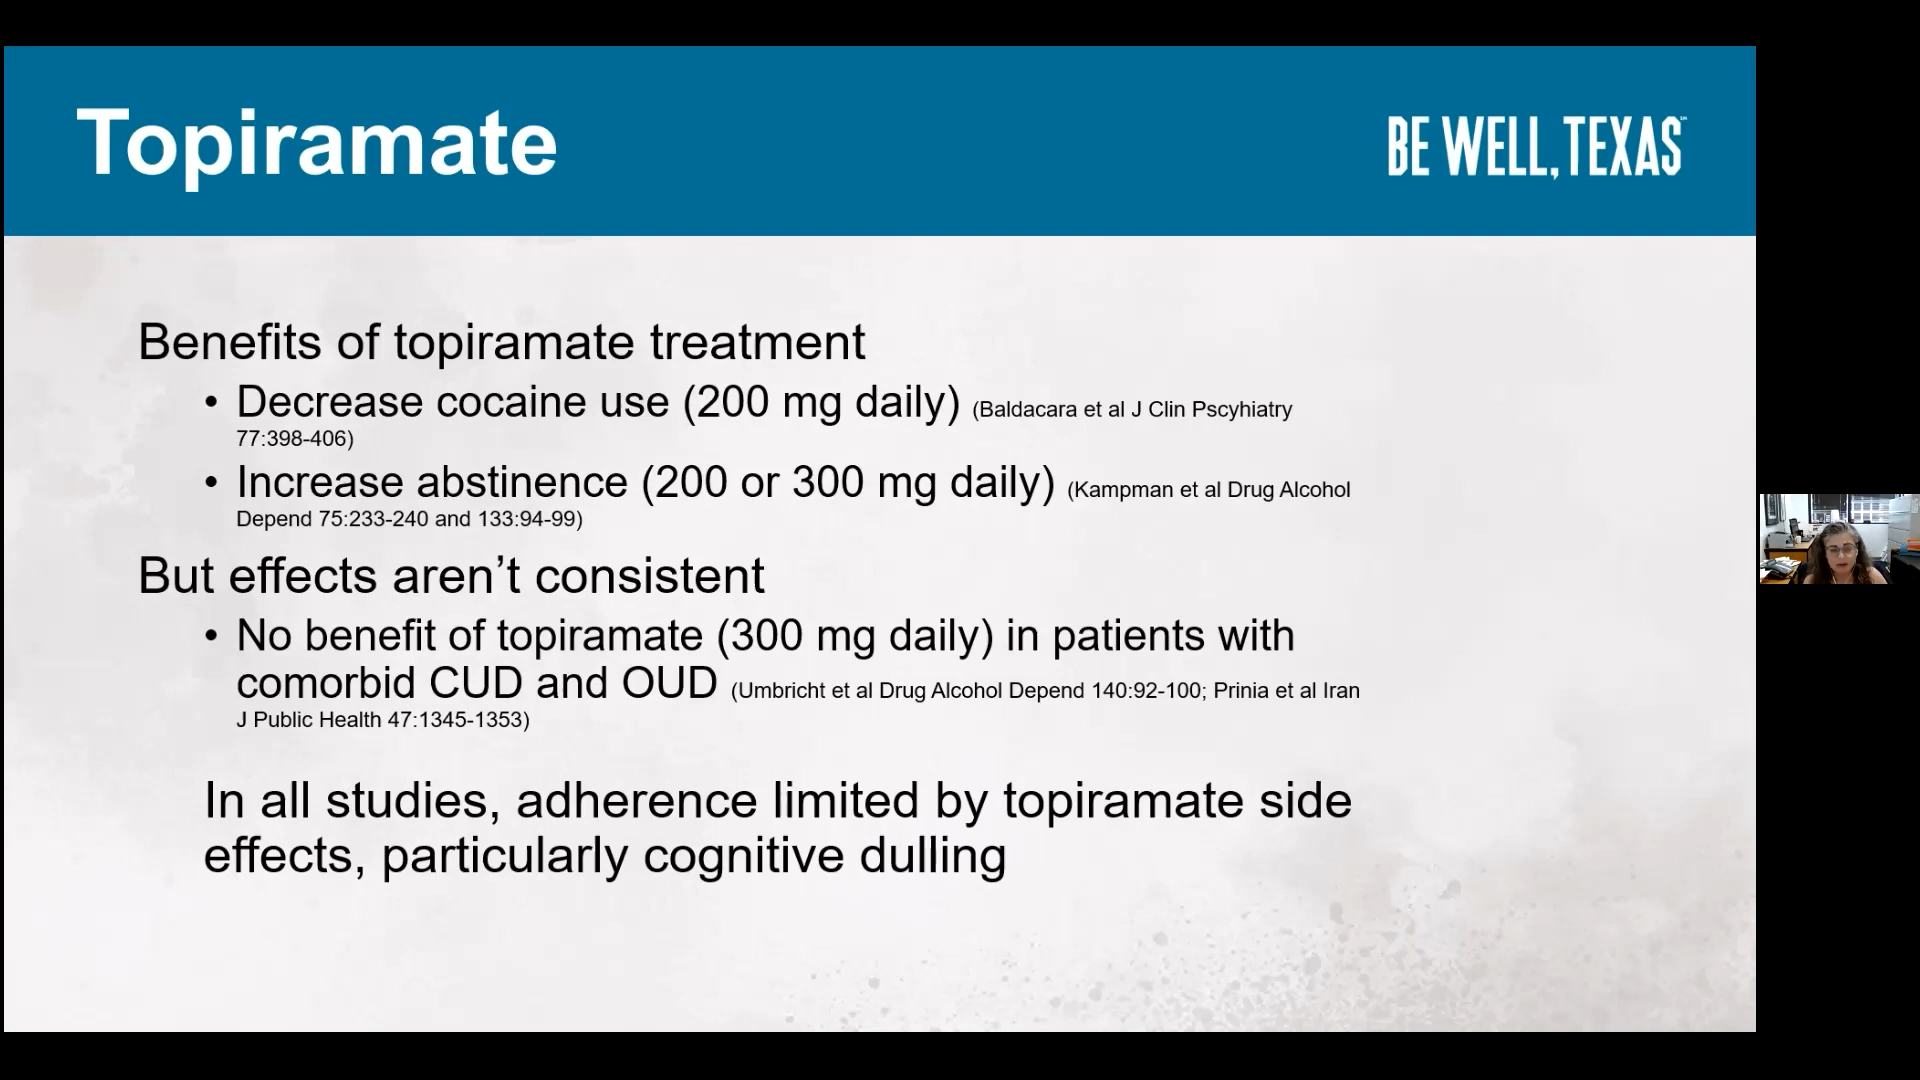 Topiramate
BE WELL, TEXAS℠
Benefits of topiramate treatment
• Decrease cocaine use (200 mg daily) (Baldacara et al J Clin Pscyhiatry
77:398-406)
• Increase abstinence (200 or 300 mg daily) (Kampman et al Drug Alcohol
Depend 75:233-240 and 133:94-99)
But effects aren’t consistent
• No benefit of topiramate (300 mg daily) in patients with
comorbid CUD and OUD (Umbricht et al Drug Alcohol Depend 140:92-100; Prinia et al Iran
J Public Health 47:1345-1353)
In all studies, adherence limited by topiramate side
effects, particularly cognitive dulling